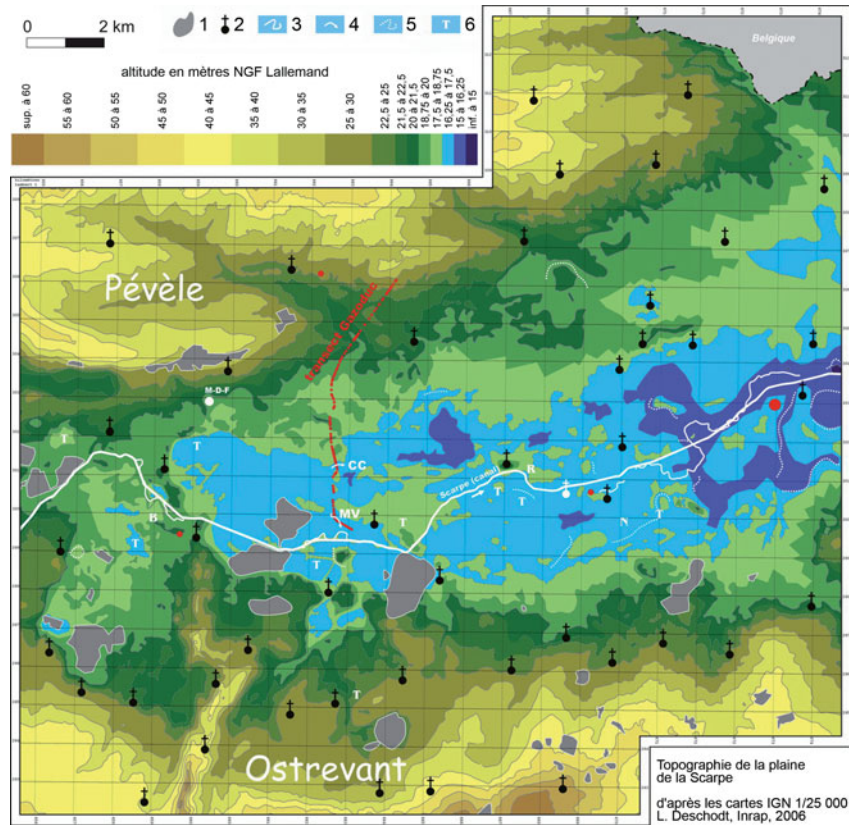 0 2 km
1 2 3 4 5 6
altitude en mètres NGF Lallemand
sup. à 60
55 à 60
50 à 55
45 à 50
40 à 45
35 à 40
30 à 35
25 à 30
22,5 à 25
21,5 à 22,5
20 à 21,5
18,75 à 20
17,5 à 18,75
16,25 à 17,5
15 à 16,25
inf. à 15
Belgique
Pévèle
transect Gazoduc
M-D-F
T
T
CC
R
Scarpe (canal)
T
T
MV
B
T
T
N
T
T
T
Ostrevant
Topographie de la plaine
de la Scarpe
d'après les cartes IGN 1/25 000
L. Deschodt, Inrap, 2006